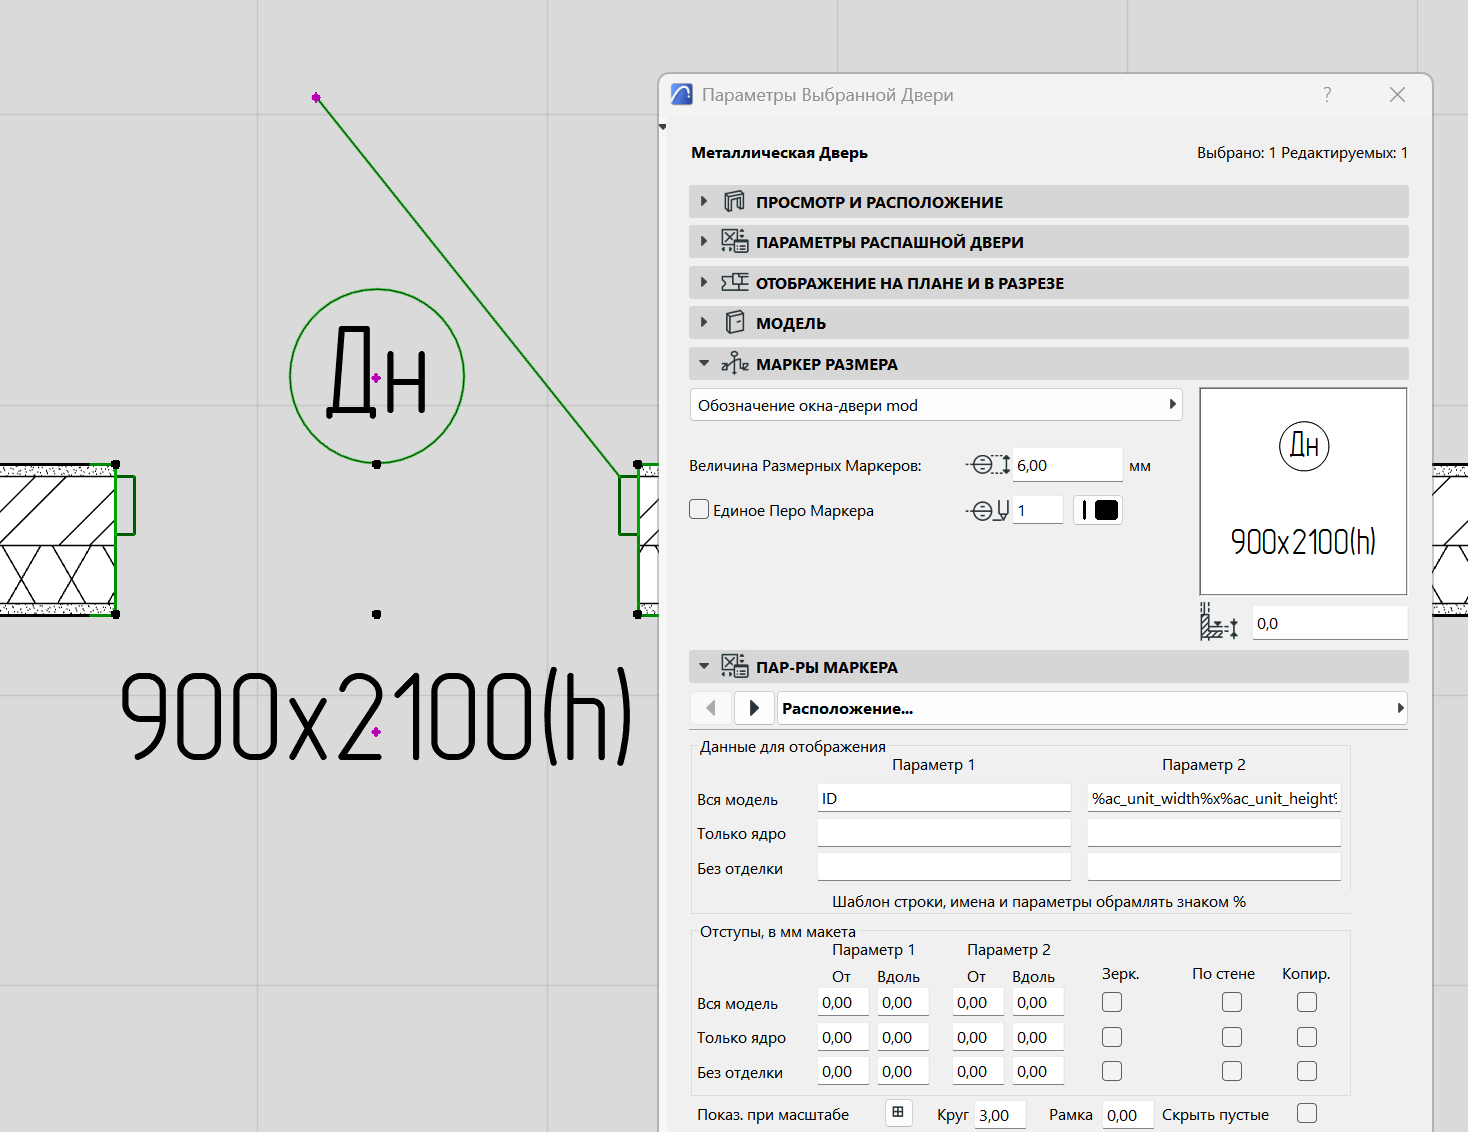 Дн
900x2100(h)
Параметры Выбранной Двери
?
Металлическая Дверь
Выбрано: 1 Редактируемых: 1
ПРОСМОТР И РАСПОЛОЖЕНИЕ
ПАРАМЕТРЫ РАСПАШНОЙ ДВЕРИ
ОТОБРАЖЕНИЕ НА ПЛАНЕ И В РАЗРЕЗЕ
МОДЕЛЬ
МАРКЕР РАЗМЕРА
Обозначение окна-двери mod
Величина Размерных Маркеров:
6,00
мм
Единое Перо Маркера
1
Дн
900x2100(h)
0,0
ПАР-РЫ МАРКЕРА
Расположение...
Данные для отображения
Параметр 1 Параметр 2
Вся модель ID %ac_unit_width%x%ac_unit_height%
Только ядро
Без отделки
Шаблон строки, имена и параметры обрамлять знаком %
Отступы, в мм макета
Параметр 1 Параметр 2
От Вдоль От Вдоль Зерк. По стене Копир.
Вся модель 0,00 0,00 0,00 0,00
Только ядро 0,00 0,00 0,00 0,00
Без отделки 0,00 0,00 0,00 0,00
Показ. при масштабе Круг 3,00 Рамка 0,00 Скрыть пустые